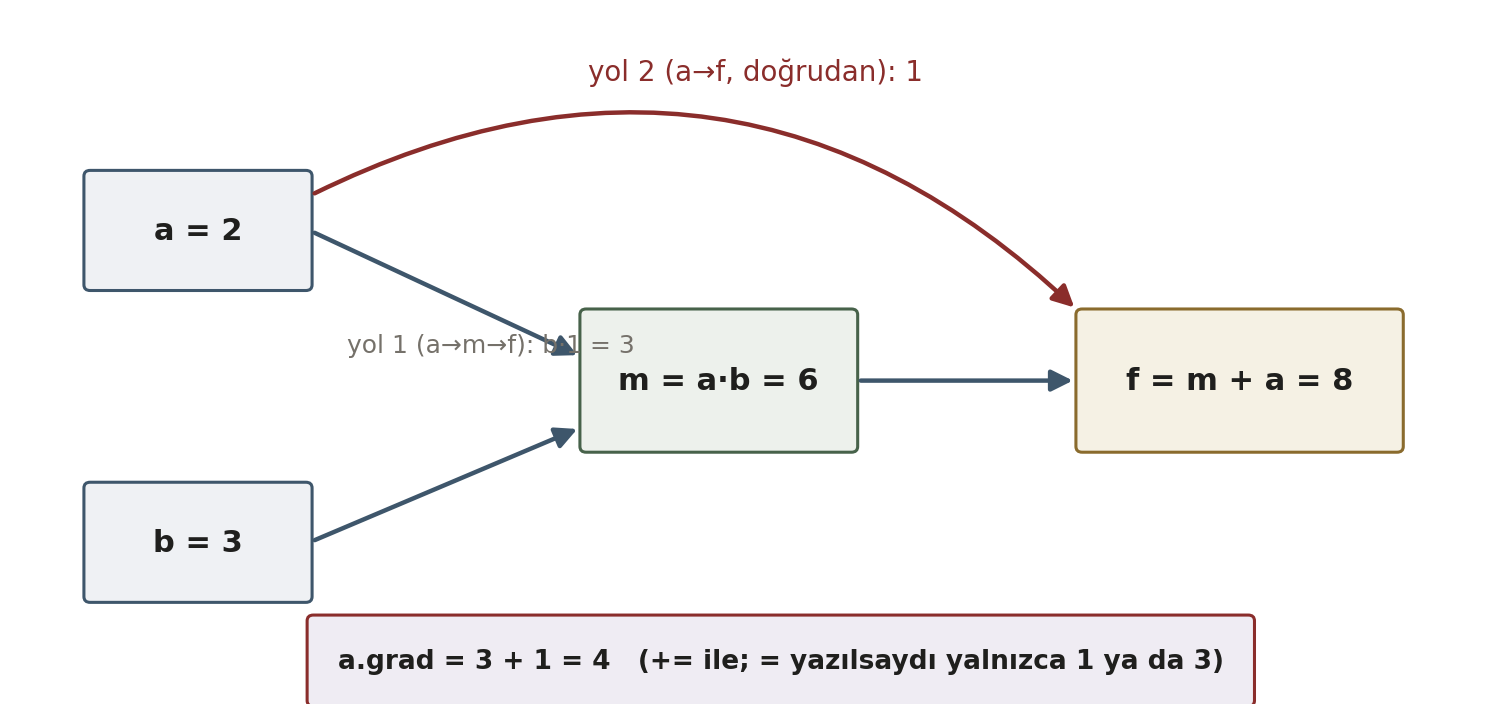 yol 2 (a→f, doğrudan): 1
a = 2
yol 1 (a→m→f): b·1 = 3
m = a·b = 6
f = m + a = 8
b = 3
a.grad = 3 + 1 = 4   (+= ile; = yazılsaydı yalnızca 1 ya da 3)